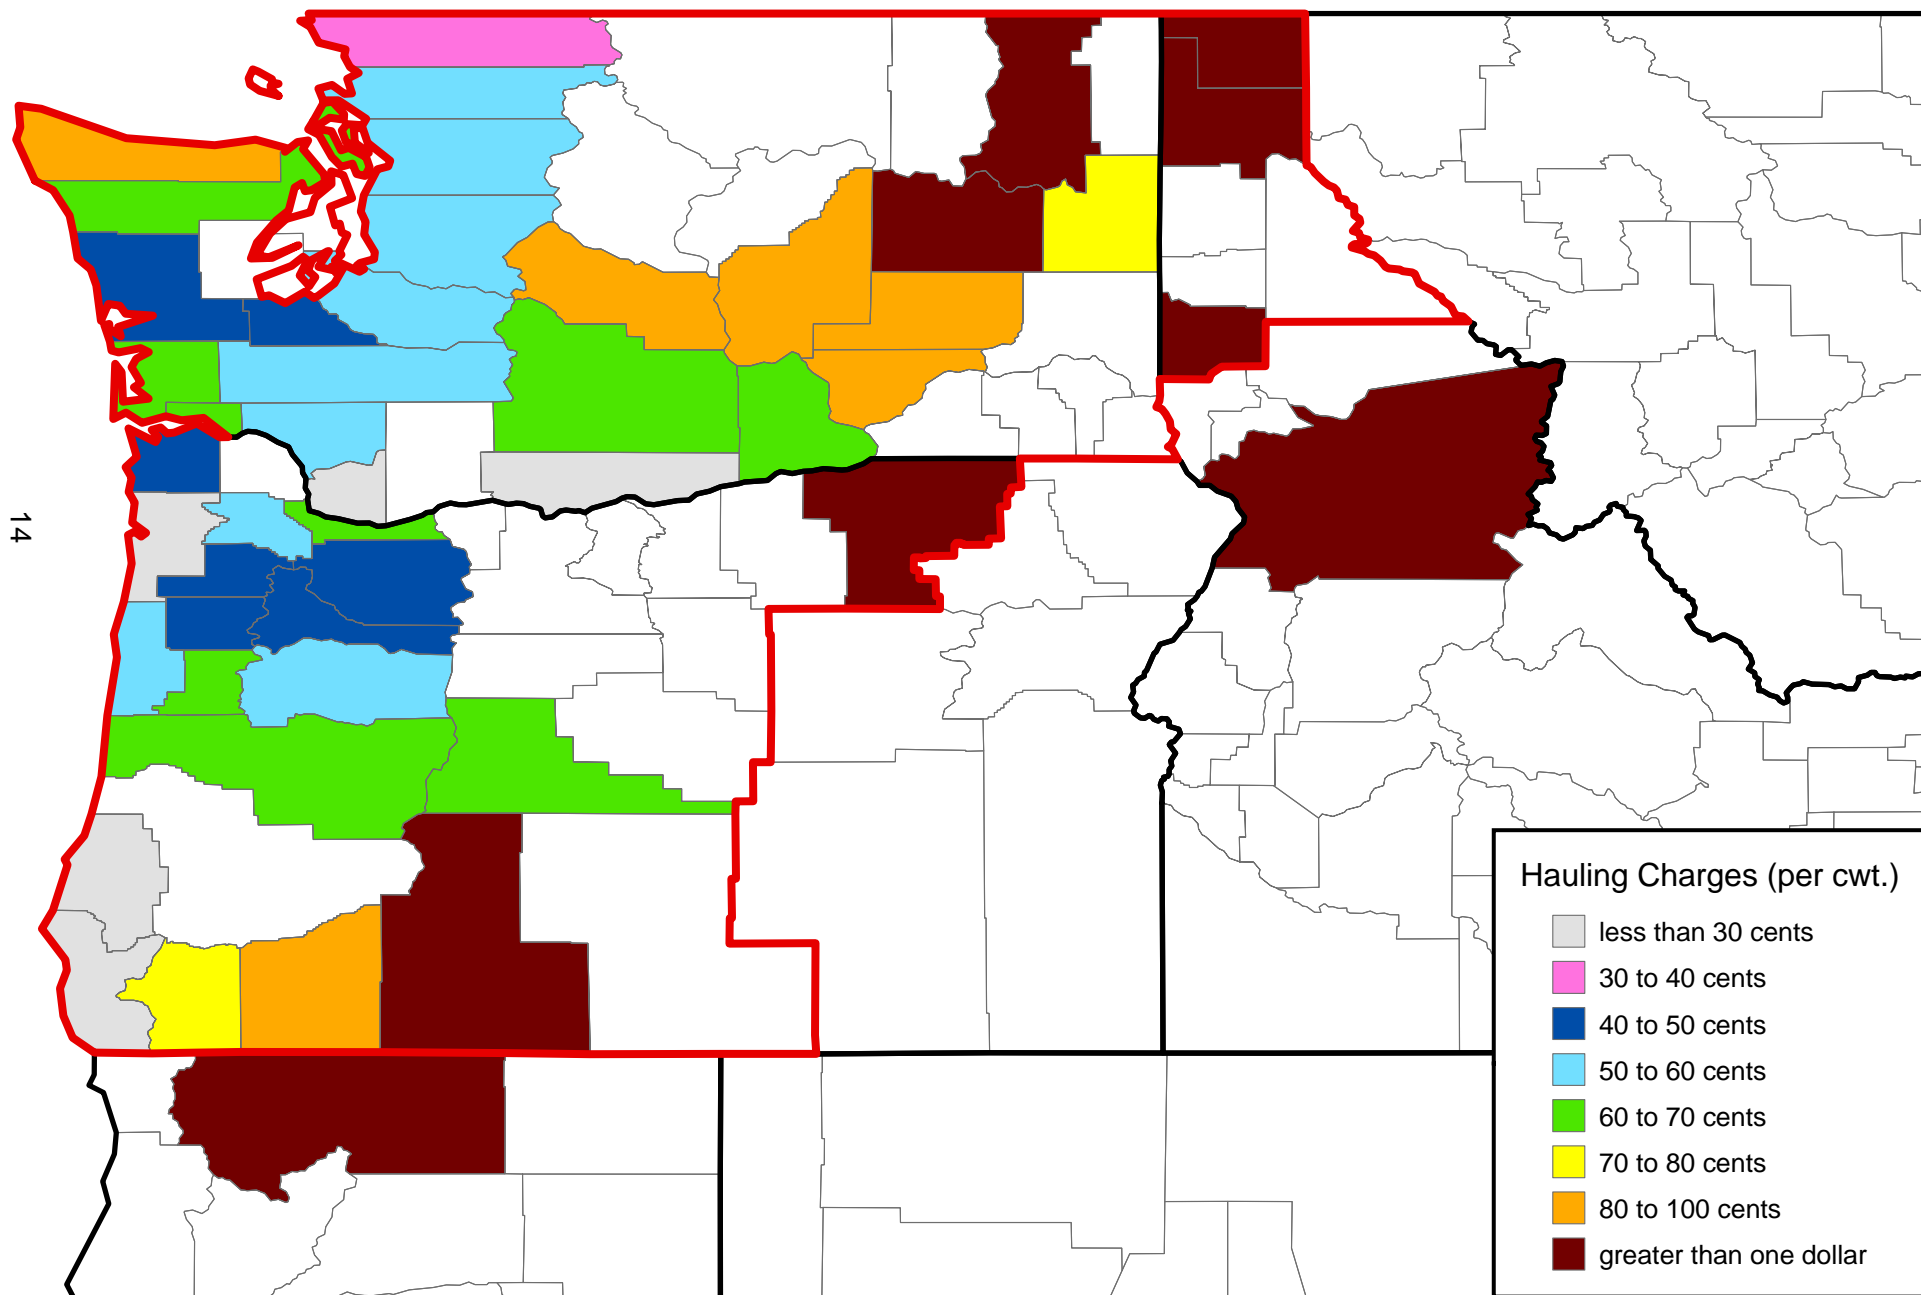 14
Hauling Charges (per cwt.)
less than 30 cents
30 to 40 cents
40 to 50 cents
50 to 60 cents
60 to 70 cents
70 to 80 cents
80 to 100 cents
greater than one dollar